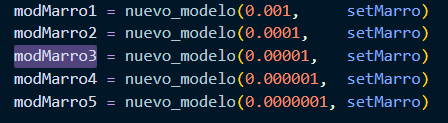 modMarro1 = nuevo_modelo(0.001,     setMarro)
modMarro2 = nuevo_modelo(0.0001,    setMarro)
modMarro3 = nuevo_modelo(0.00001,   setMarro)
modMarro4 = nuevo_modelo(0.000001,  setMarro)
modMarro5 = nuevo_modelo(0.0000001, setMarro)